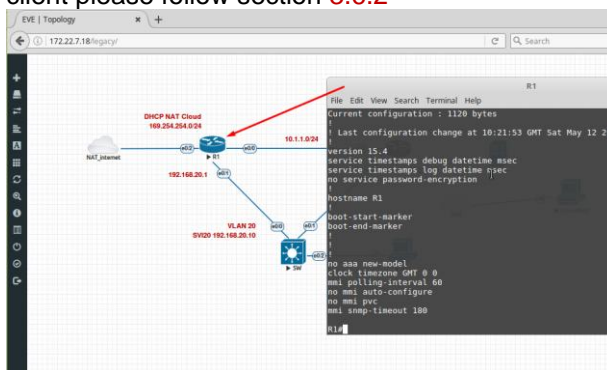 client please follow section
EVE | Topology
172.22.7.18/legacy/
Search
R1
File Edit View Search Terminal Help
Current configuration : 1120 bytes
!
! Last configuration change at 10:21:53 GMT Sat May 12 2
!
version 15.4
service timestamps debug datetime msec
service timestamps log datetime msec
no service password-encryption
!
hostname R1
!
boot-start-marker
boot-end-marker
!
!
!
no aaa new-model
clock timezone GMT 0 0
mmi polling-interval 60
no mmi auto-configure
no mmi pvc
mmi snmp-timeout 180
R1#
DHCP NAT Cloud
169.254.254.0/24
10.1.1.0/24
NAT_internet
e0/2
R1
e0/0
192.168.20.1
e0/1
VLAN 20
SVI20 192.168.20.10
e0/0
e0/1
SW
e0/2